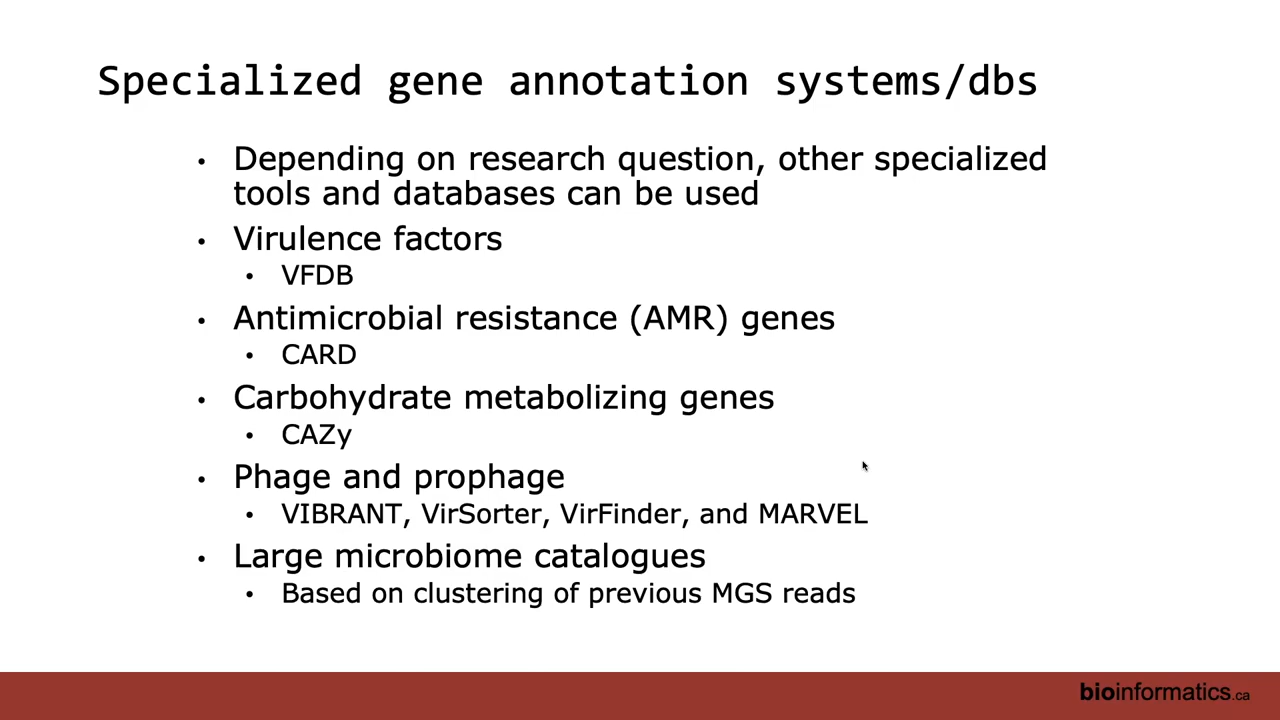 Specialized gene annotation systems/dbs
• Depending on research question, other specialized
tools and databases can be used
• Virulence factors
• VFDB
• Antimicrobial resistance (AMR) genes
• CARD
• Carbohydrate metabolizing genes
• CAZy
• Phage and prophage
• VIBRANT, VirSorter, VirFinder, and MARVEL
• Large microbiome catalogues
• Based on clustering of previous MGS reads
bioinformatics.ca